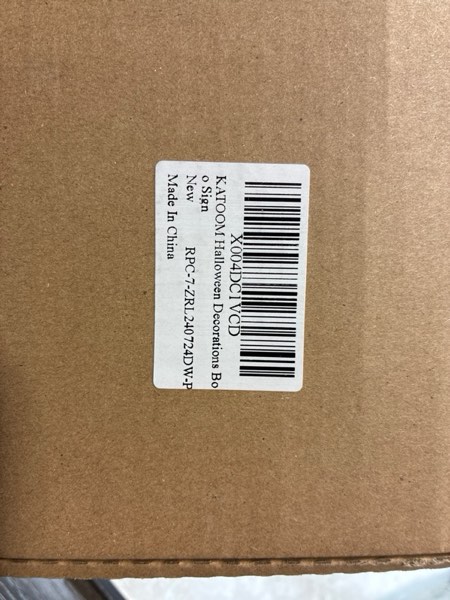 X004DC1VCD
KATOOM Halloween Decorations Bo
o Sign
New RPC-7-ZRL240724DW-P
Made In China